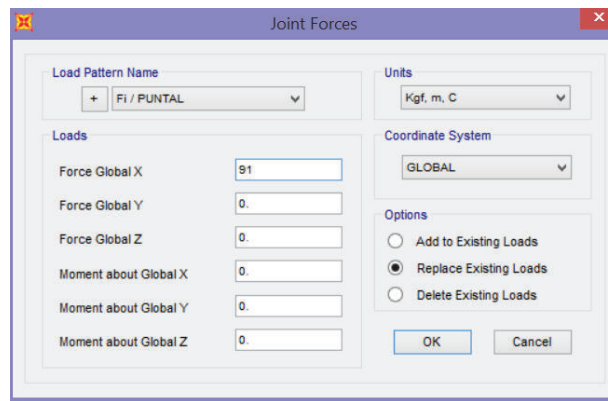 Joint Forces
Load Pattern Name
+ Fi / PUNTAL
Units
Kgf, m, C
Loads
Force Global X 91
Force Global Y 0.
Force Global Z 0.
Moment about Global X 0.
Moment about Global Y 0.
Moment about Global Z 0.
Coordinate System
GLOBAL
Options
Add to Existing Loads
Replace Existing Loads
Delete Existing Loads
OK Cancel